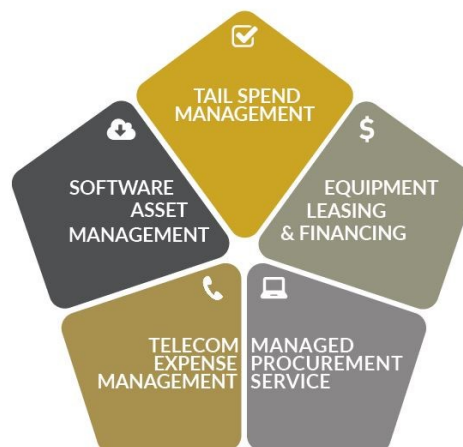 TAIL SPEND
MANAGEMENT
SOFTWARE
ASSET
MANAGEMENT
EQUIPMENT
LEASING
& FINANCING
TELECOM
EXPENSE
MANAGEMENT
MANAGED
PROCUREMENT
SERVICE